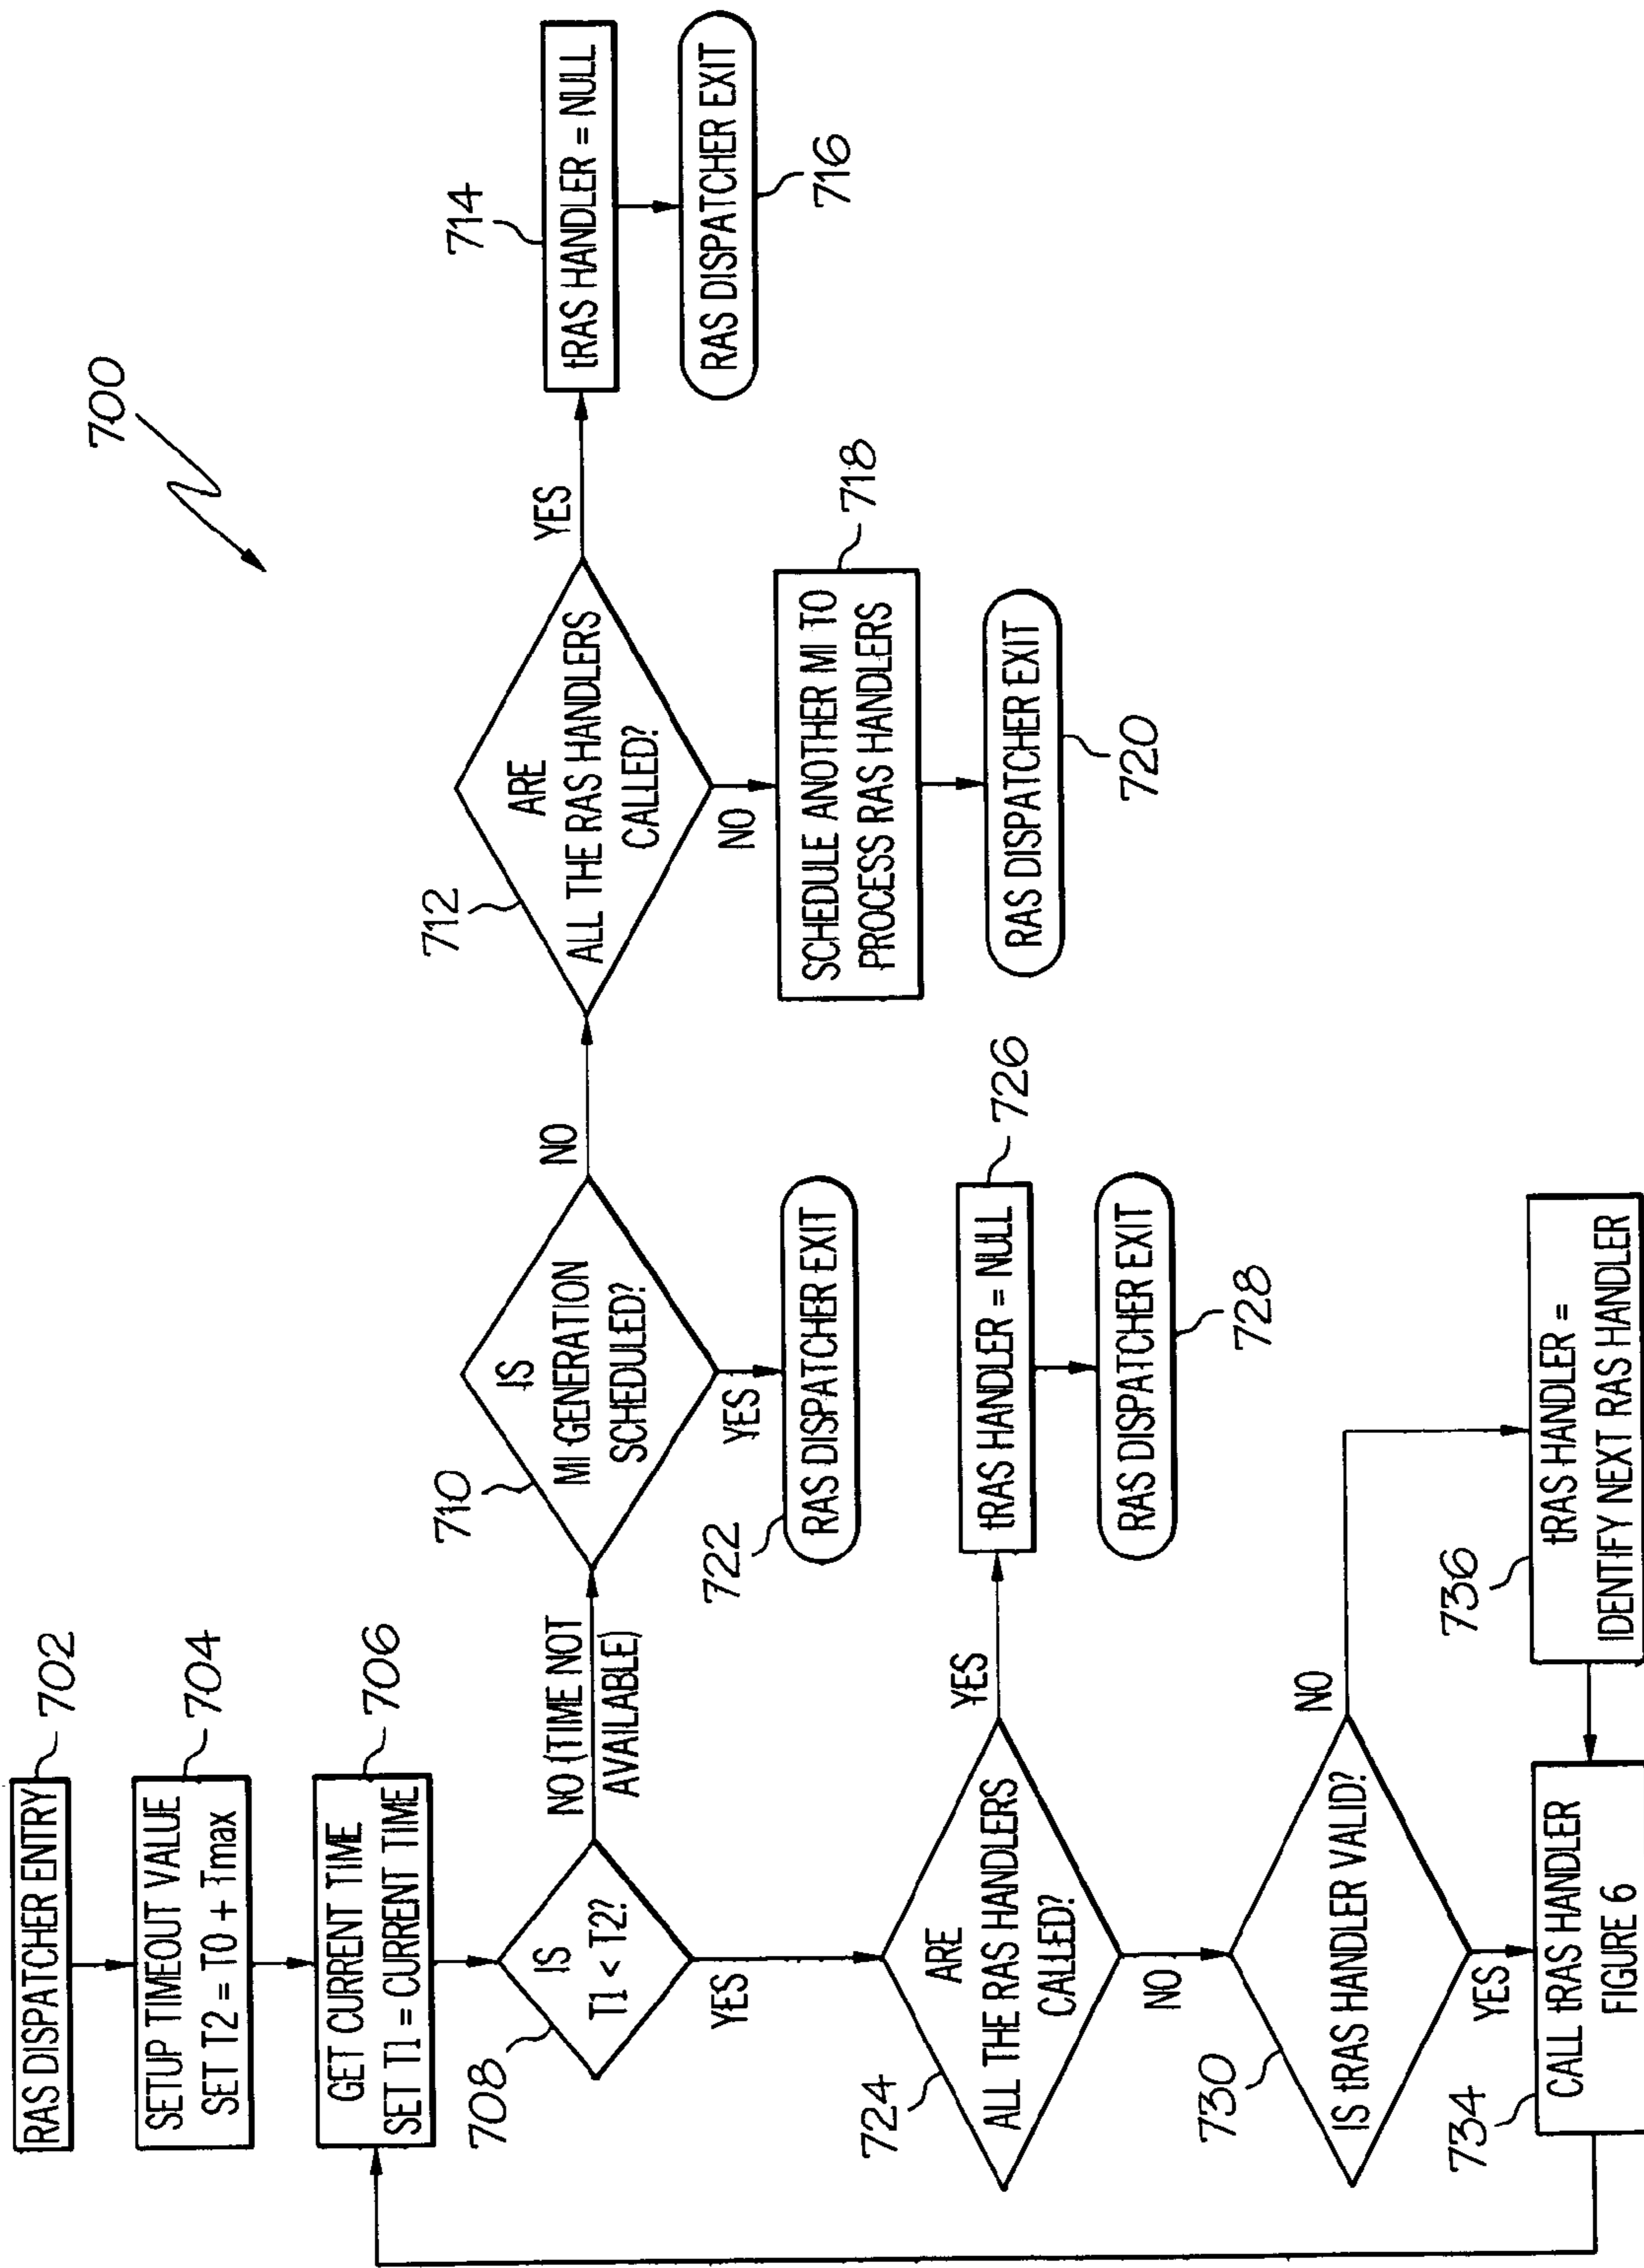 700
RAS DISPATCHER ENTRY
702
SETUP TIMEOUT VALUE
SET T2 = T0 + Tmax
704
GET CURRENT TIME
SET T1 = CURRENT TIME
706
IS
T1 < T2?
708
NO (TIME NOT
AVAILABLE)
YES
IS
MI GENERATION
SCHEDULED?
710
NO
YES
722
RAS DISPATCHER EXIT
ARE
ALL THE RAS HANDLERS
CALLED?
712
YES
NO
714
tRAS HANDLER = NULL
RAS DISPATCHER EXIT
716
SCHEDULE ANOTHER MI TO
PROCESS RAS HANDLERS
718
RAS DISPATCHER EXIT
720
ARE
ALL THE RAS HANDLERS
CALLED?
724
YES
NO
tRAS HANDLER = NULL
726
RAS DISPATCHER EXIT
728
IS tRAS HANDLER VALID?
730
NO
YES
CALL tRAS HANDLER
FIGURE 6
734
tRAS HANDLER =
IDENTIFY NEXT RAS HANDLER
736